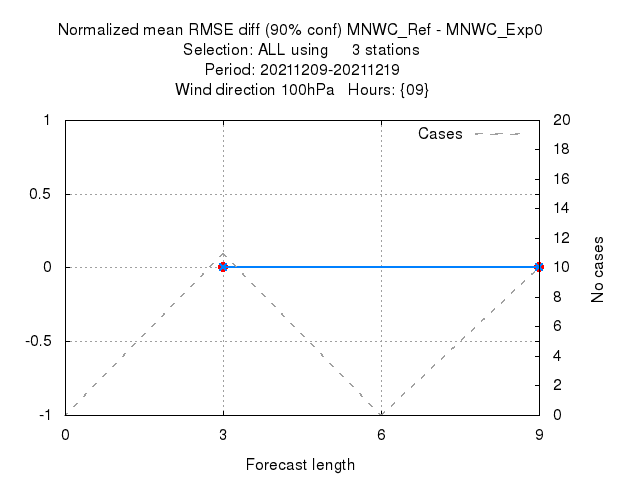 Normalized mean RMSE diff (90% conf) MNWC_Ref - MNWC_Exp0
Selection: ALL using 3 stations
Period: 20211209-20211219
Wind direction 100hPa Hours: {09}
Cases
1
0.5
0
-0.5
-1
20
18
16
14
12
10
8
6
4
2
0
No cases
0 3 6 9
Forecast length